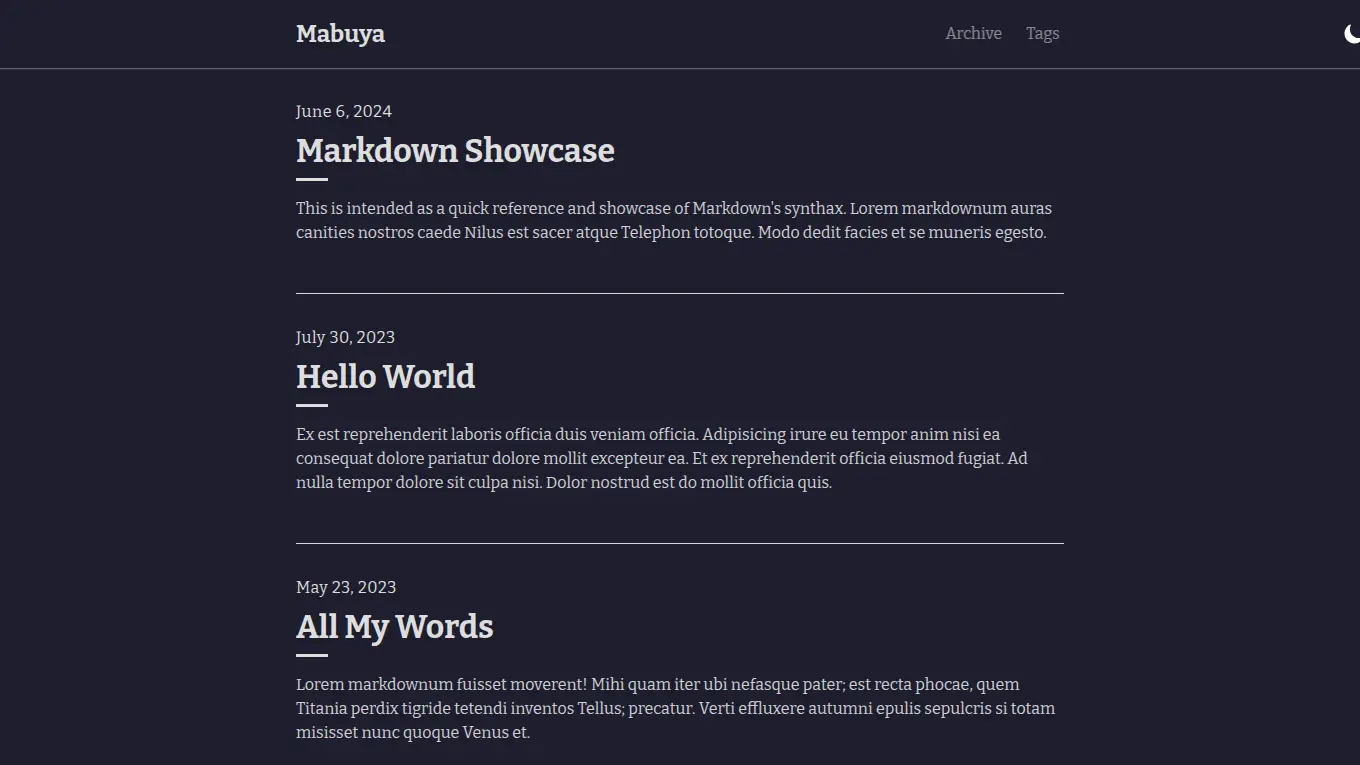 Mabuya
Archive
Tags
June 6, 2024
Markdown Showcase
This is intended as a quick reference and showcase of Markdown's synthax. Lorem markdownum auras
canities nostros caede Nilus est sacer atque Telephon totoque. Modo dedit facies et se muneris egesto.
July 30, 2023
Hello World
Ex est reprehenderit laboris officia duis veniam officia. Adipisicing irure eu tempor anim nisi ea
consequat dolore pariatur dolore mollit excepteur ea. Et ex reprehenderit officia eiusmod fugiat. Ad
nulla tempor dolore sit culpa nisi. Dolor nostrud est do mollit officia quis.
May 23, 2023
All My Words
Lorem markdownum fuisset moverent! Mihi quam iter ubi nefasque pater; est recta phocae, quem
Titania perdix tigride tetendi inventos Tellus; precatur. Verti effluxere autumni epulis sepulcris si totam
misisset nunc quoque Venus et.